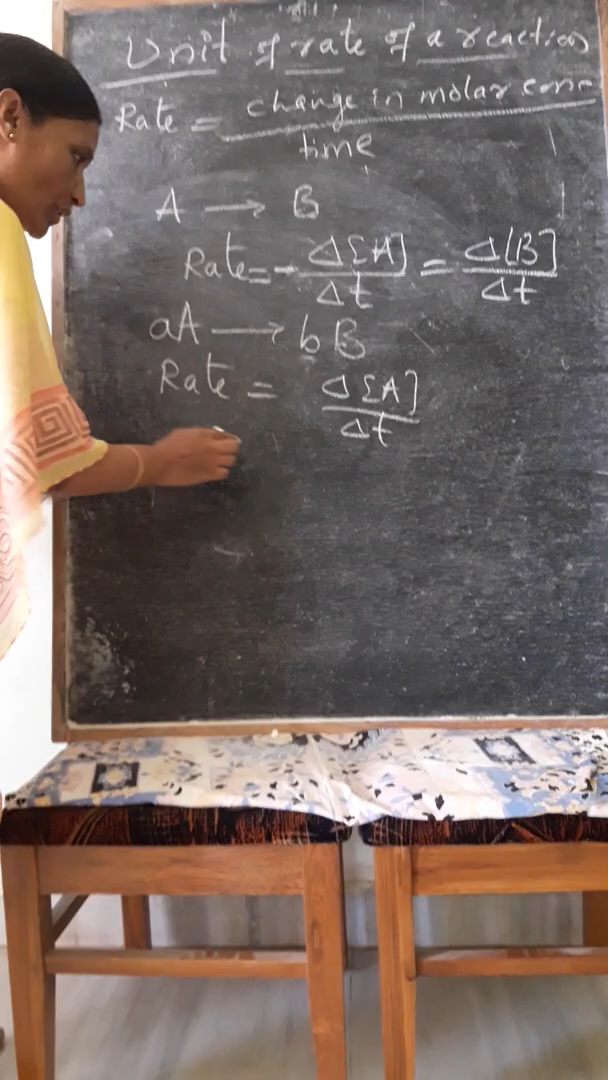 Unit of rate of a reaction
Rate = change in molar conc
time
A → B
Rate = - Δ[A] / Δt = Δ[B] / Δt
aA → bB
Rate = Δ[A] / Δt